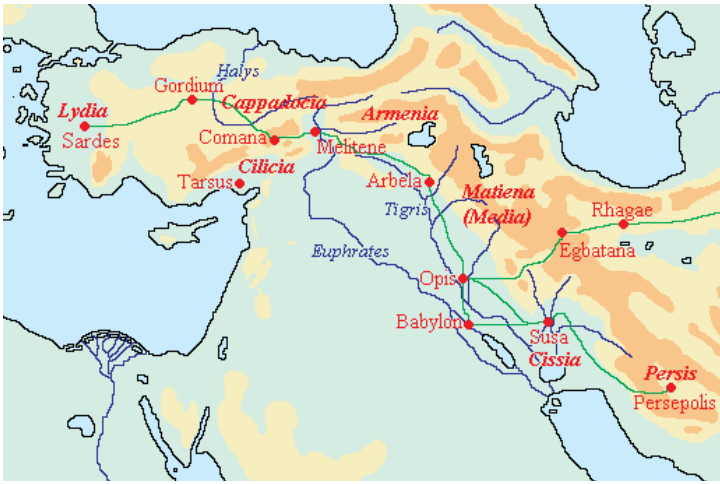 Halys
Gordium
Cappadocia
Lydia
Armenia
Sardes
Comana
Melitene
Cilicia
Tarsus
Arbela
Matiena
(Media)
Tigris
Rhagae
Euphrates
Egbatana
Opis
Babylon
Susa
Cissia
Persis
Persepolis